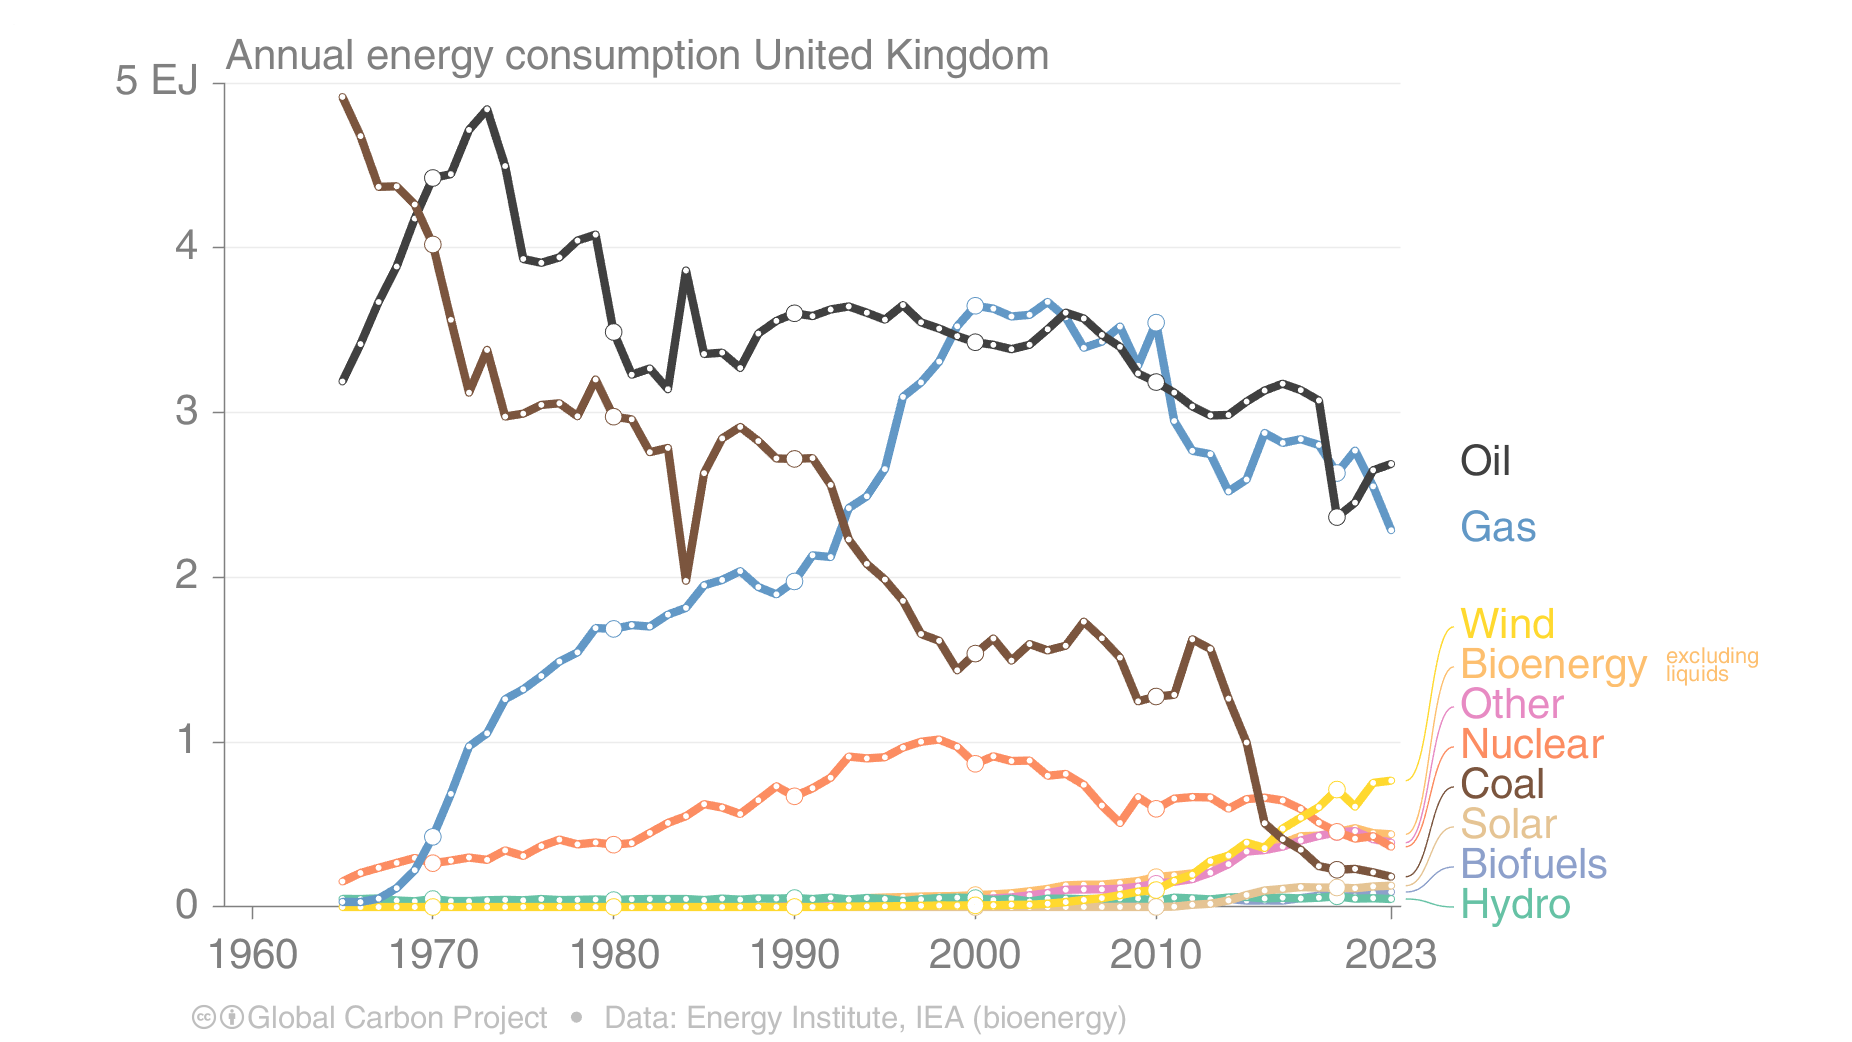 Annual energy consumption United Kingdom
5 EJ
4
3
2
1
0
1960 1970 1980 1990 2000 2010 2023
Oil
Gas
Wind
Bioenergy excluding liquids
Other
Nuclear
Coal
Solar
Biofuels
Hydro
cc Global Carbon Project • Data: Energy Institute, IEA (bioenergy)